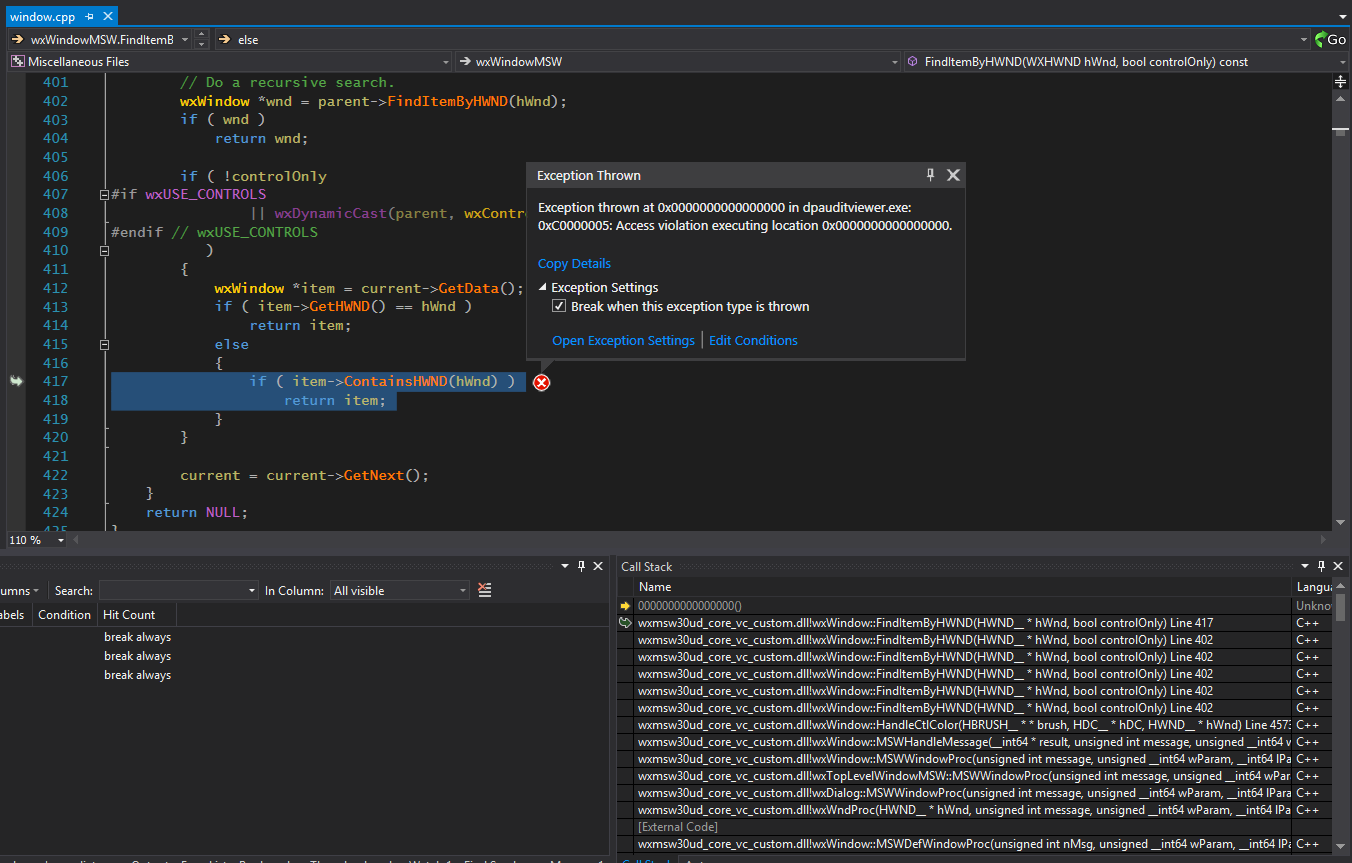 window.cpp
wxWindowMSW.FindItemB else Go
Miscellaneous Files wxWindowMSW FindItemByHWND(WXHWND hWnd, bool controlOnly) const
401 // Do a recursive search.
402 wxWindow *wnd = parent->FindItemByHWND(hWnd);
403 if ( wnd )
404 return wnd;
405
406 if ( !controlOnly
407 #if wxUSE_CONTROLS
408 || wxDynamicCast(parent, wxContro
409 #endif // wxUSE_CONTROLS
410 )
411 {
412 wxWindow *item = current->GetData();
413 if ( item->GetHWND() == hWnd )
414 return item;
415 else
416 {
417 if ( item->ContainsHWND(hWnd) )
418 return item;
419 }
420 }
421
422 current = current->GetNext();
423 }
424 return NULL;
425 }
Exception Thrown
Exception thrown at 0x0000000000000000 in dpauditviewer.exe:
0xC0000005: Access violation executing location 0x0000000000000000.
Copy Details
Exception Settings
Break when this exception type is thrown
Open Exception Settings | Edit Conditions
110 %
umns Search: In Column: All visible
abels Condition Hit Count
break always
break always
break always
Call Stack
Name Langua
0000000000000000() Unkno
wxmsw30ud_core_vc_custom.dll!wxWindow::FindItemByHWND(HWND__ * hWnd, bool controlOnly) Line 417 C++
wxmsw30ud_core_vc_custom.dll!wxWindow::FindItemByHWND(HWND__ * hWnd, bool controlOnly) Line 402 C++
wxmsw30ud_core_vc_custom.dll!wxWindow::FindItemByHWND(HWND__ * hWnd, bool controlOnly) Line 402 C++
wxmsw30ud_core_vc_custom.dll!wxWindow::FindItemByHWND(HWND__ * hWnd, bool controlOnly) Line 402 C++
wxmsw30ud_core_vc_custom.dll!wxWindow::FindItemByHWND(HWND__ * hWnd, bool controlOnly) Line 402 C++
wxmsw30ud_core_vc_custom.dll!wxWindow::FindItemByHWND(HWND__ * hWnd, bool controlOnly) Line 402 C++
wxmsw30ud_core_vc_custom.dll!wxWindow::HandleCtlColor(HBRUSH__ * * brush, HDC__ * hDC, HWND__ * hWnd) Line 4573 C++
wxmsw30ud_core_vc_custom.dll!wxWindow::MSWHandleMessage(__int64 * result, unsigned int message, unsigned __int64 w C++
wxmsw30ud_core_vc_custom.dll!wxWindow::MSWWindowProc(unsigned int message, unsigned __int64 wParam, __int64 lPa C++
wxmsw30ud_core_vc_custom.dll!wxTopLevelWindowMSW::MSWWindowProc(unsigned int message, unsigned __int64 wPar C++
wxmsw30ud_core_vc_custom.dll!wxDialog::MSWWindowProc(unsigned int message, unsigned __int64 wParam, __int64 lPara C++
wxmsw30ud_core_vc_custom.dll!wxWndProc(HWND__ * hWnd, unsigned int message, unsigned __int64 wParam, __int64 lPa C++
[External Code]
wxmsw30ud_core_vc_custom.dll!wxWindow::MSWDefWindowProc(unsigned int nMsg, unsigned __int64 wParam, __int64 lPa C++